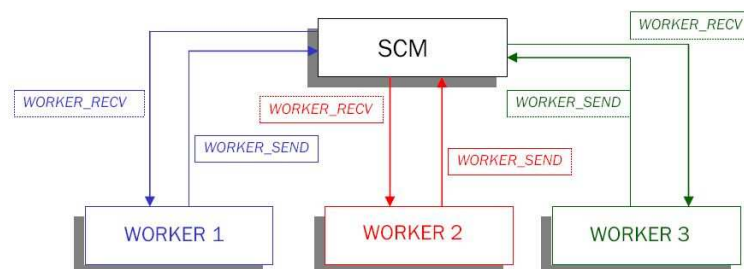 WORKER_RECV
SCM
WORKER_RECV
WORKER_RECV
WORKER_SEND
WORKER_SEND
WORKER_SEND
WORKER 1
WORKER 2
WORKER 3